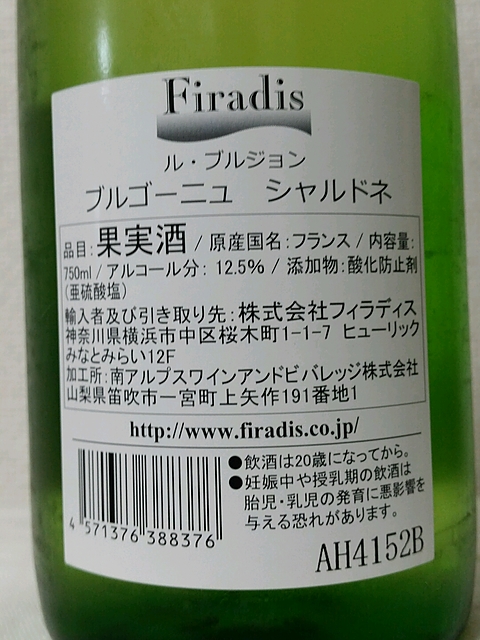 Firadis
ル・ブルジョン
ブルゴーニュ シャルドネ
品目:果実酒 / 原産国名:フランス / 内容量:
750ml / アルコール分: 12.5% / 添加物:酸化防止剤
(亜硫酸塩)
輸入者及び引き取り先:株式会社フィラディス
神奈川県横浜市中区桜木町1-1-7 ヒューリック
みなとみらい12F
加工所:南アルプスワインアンドビバレッジ株式会社
山梨県笛吹市一宮町上矢作191番地1
http://www.firadis.co.jp/
●飲酒は20歳になってから。
●妊娠中や授乳期の飲酒は
胎児・乳児の発育に悪影響を
与える恐れがあります。
4 571376 388376
AH4152B